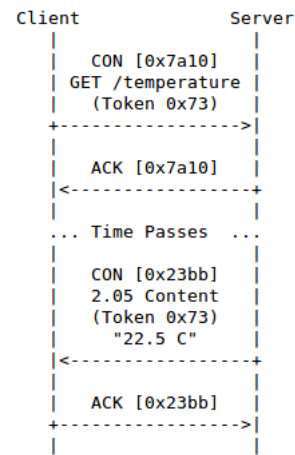 Client Server
CON [0x7a10]
GET /temperature
(Token 0x73)
ACK [0x7a10]
... Time Passes ...
CON [0x23bb]
2.05 Content
(Token 0x73)
"22.5 C"
ACK [0x23bb]